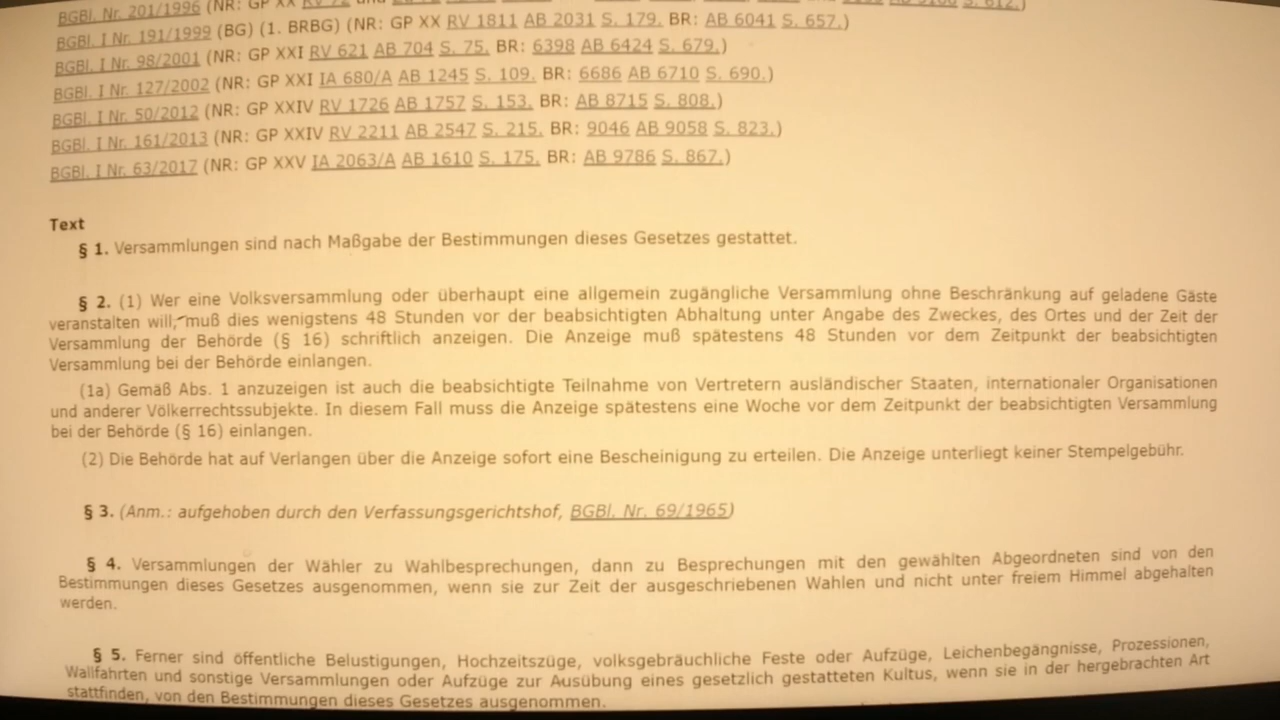 BGBl. Nr. 201/1996 (NR: GP XX S. 612.)
BGBl. I Nr. 191/1999 (BG) (1. BRBG) (NR: GP XX RV 1811 AB 2031 S. 179. BR: AB 6041 S. 657.)
BGBl. I Nr. 98/2001 (NR: GP XXI RV 621 AB 704 S. 75. BR: 6398 AB 6424 S. 679.)
BGBl. I Nr. 127/2002 (NR: GP XXI IA 680/A AB 1245 S. 109. BR: 6686 AB 6710 S. 690.)
BGBl. I Nr. 50/2012 (NR: GP XXIV RV 1726 AB 1757 S. 153. BR: AB 8715 S. 808.)
BGBl. I Nr. 161/2013 (NR: GP XXIV RV 2211 AB 2547 S. 215. BR: 9046 AB 9058 S. 823.)
BGBl. I Nr. 63/2017 (NR: GP XXV IA 2063/A AB 1610 S. 175. BR: AB 9786 S. 867.)
Text
§ 1. Versammlungen sind nach Maßgabe der Bestimmungen dieses Gesetzes gestattet.
§ 2. (1) Wer eine Volksversammlung oder überhaupt eine allgemein zugängliche Versammlung ohne Beschränkung auf geladene Gäste
veranstalten will, muß dies wenigstens 48 Stunden vor der beabsichtigten Abhaltung unter Angabe des Zweckes, des Ortes und der Zeit der
Versammlung der Behörde (§ 16) schriftlich anzeigen. Die Anzeige muß spätestens 48 Stunden vor dem Zeitpunkt der beabsichtigten
Versammlung bei der Behörde einlangen.
(1a) Gemäß Abs. 1 anzuzeigen ist auch die beabsichtigte Teilnahme von Vertretern ausländischer Staaten, internationaler Organisationen
und anderer Völkerrechtssubjekte. In diesem Fall muss die Anzeige spätestens eine Woche vor dem Zeitpunkt der beabsichtigten Versammlung
bei der Behörde (§ 16) einlangen.
(2) Die Behörde hat auf Verlangen über die Anzeige sofort eine Bescheinigung zu erteilen. Die Anzeige unterliegt keiner Stempelgebühr.
§ 3. (Anm.: aufgehoben durch den Verfassungsgerichtshof, BGBl. Nr. 69/1965)
§ 4. Versammlungen der Wähler zu Wahlbesprechungen, dann zu Besprechungen mit den gewählten Abgeordneten sind von den
Bestimmungen dieses Gesetzes ausgenommen, wenn sie zur Zeit der ausgeschriebenen Wahlen und nicht unter freiem Himmel abgehalten
werden.
§ 5. Ferner sind öffentliche Belustigungen, Hochzeitszüge, volksgebräuchliche Feste oder Aufzüge, Leichenbegängnisse, Prozessionen,
Wallfahrten und sonstige Versammlungen oder Aufzüge zur Ausübung eines gesetzlich gestatteten Kultus, wenn sie in der hergebrachten Art
stattfinden, von den Bestimmungen dieses Gesetzes ausgenommen.